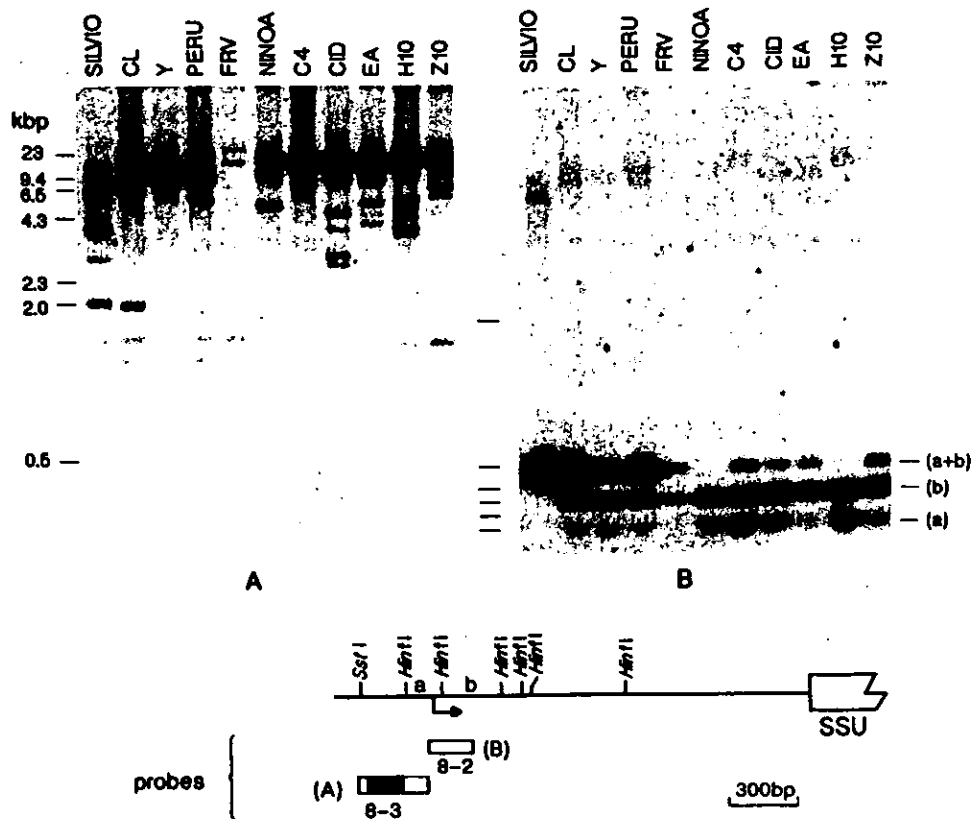 SILVIO CL Y PERU FRV NINOA C4 CID EA H10 Z10
SILVIO CL Y PERU FRV NINOA C4 CID EA H10 Z10
kbp
23
9.4
6.5
4.3
2.3
2.0
0.5
(a+b)
(b)
(a)
A
B
Sst I Hinf I Hinf I Hinf I Hinf I Hinf I Hinf I
a b
SSU
probes
(B)
8-2
(A)
8-3
300bp